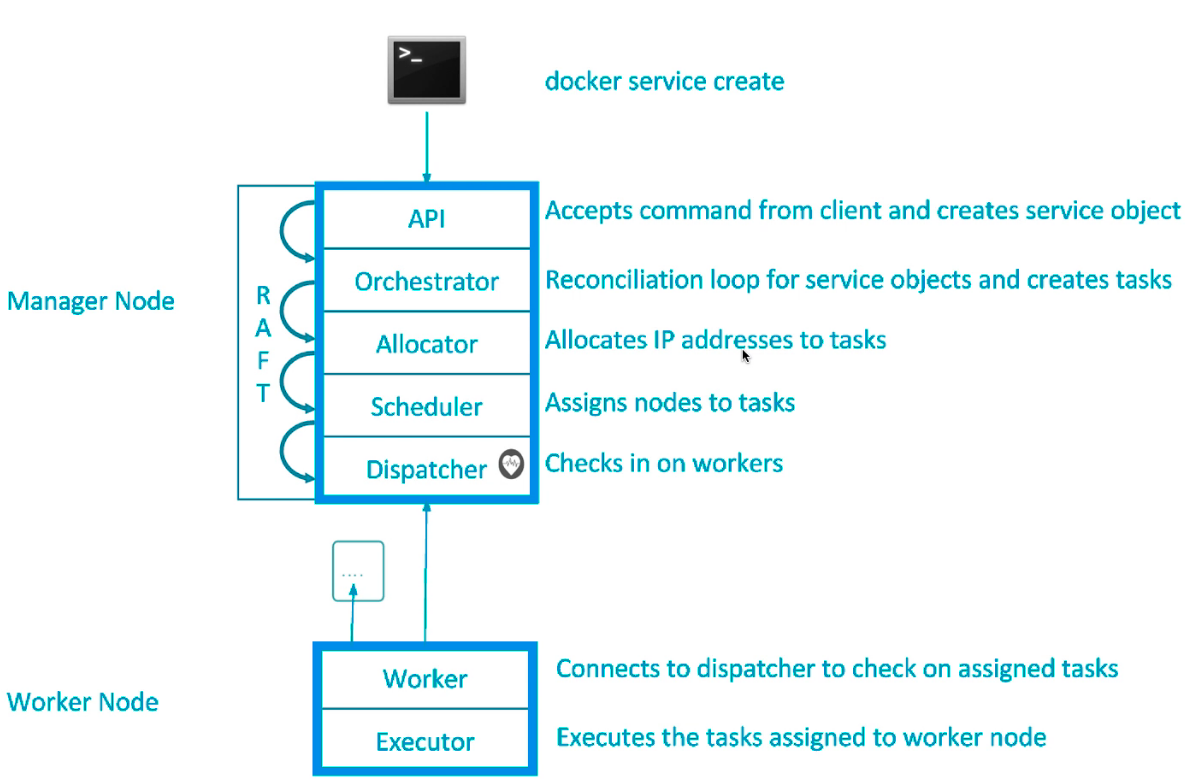 >_
docker service create
API
Accepts command from client and creates service object
Manager Node
R
A
F
T
Orchestrator
Reconciliation loop for service objects and creates tasks
Allocator
Allocates IP addresses to tasks
Scheduler
Assigns nodes to tasks
Dispatcher
Checks in on workers
....
Worker Node
Worker
Connects to dispatcher to check on assigned tasks
Executor
Executes the tasks assigned to worker node